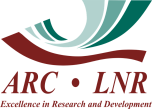 ARC • LNR
Excellence in Research and Development